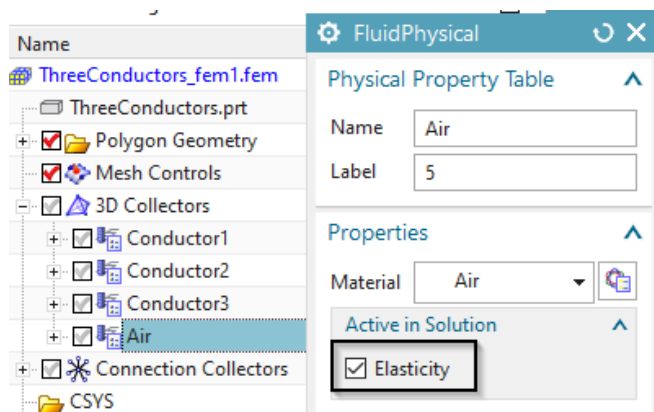 Name
ThreeConductors_fem1.fem
ThreeConductors.prt
Polygon Geometry
Mesh Controls
3D Collectors
Conductor1
Conductor2
Conductor3
Air
Connection Collectors
CSYS
FluidPhysical
Physical Property Table
Name Air
Label 5
Properties
Material Air
Active in Solution
Elasticity